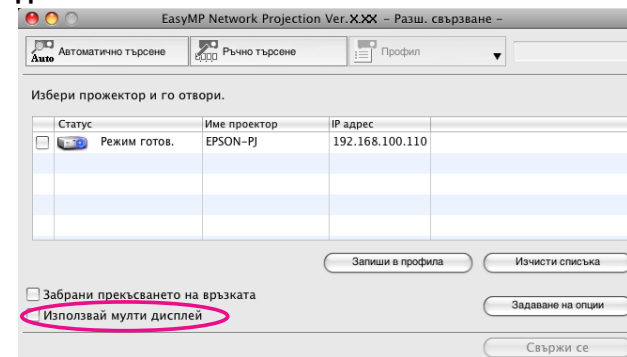 EasyMP Network Projection Ver.X.XX – Разш. свързване –
Auto Автоматично търсене Ръчно търсене Профил
Избери прожектор и го отвори.
Статус Име проектор IP адрес
Режим готов. EPSON-PJ 192.168.100.110
Запиши в профила Изчисти списъка
Забрани прекъсването на връзката
Задаване на опции
Използвай мулти дисплей
Свържи се